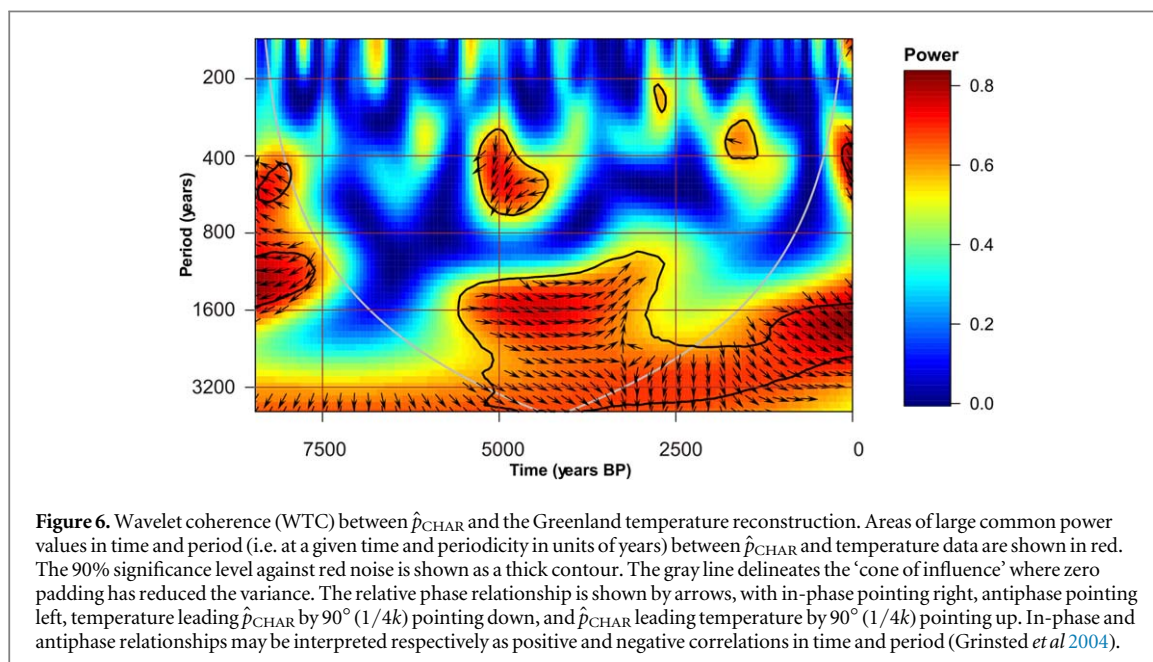 Power
200
400
800
1600
3200
Period (years)
0.8
0.6
0.4
0.2
0.0
7500
5000
2500
0
Time (years BP)
Figure 6. Wavelet coherence (WTC) between p̂CHAR and the Greenland temperature reconstruction. Areas of large common power
values in time and period (i.e. at a given time and periodicity in units of years) between p̂CHAR and temperature data are shown in red.
The 90% significance level against red noise is shown as a thick contour. The gray line delineates the ‘cone of influence’ where zero
padding has reduced the variance. The relative phase relationship is shown by arrows, with in-phase pointing right, antiphase pointing
left, temperature leading p̂CHAR by 90° (1/4k) pointing down, and p̂CHAR leading temperature by 90° (1/4k) pointing up. In-phase and
antiphase relationships may be interpreted respectively as positive and negative correlations in time and period (Grinsted et al 2004).